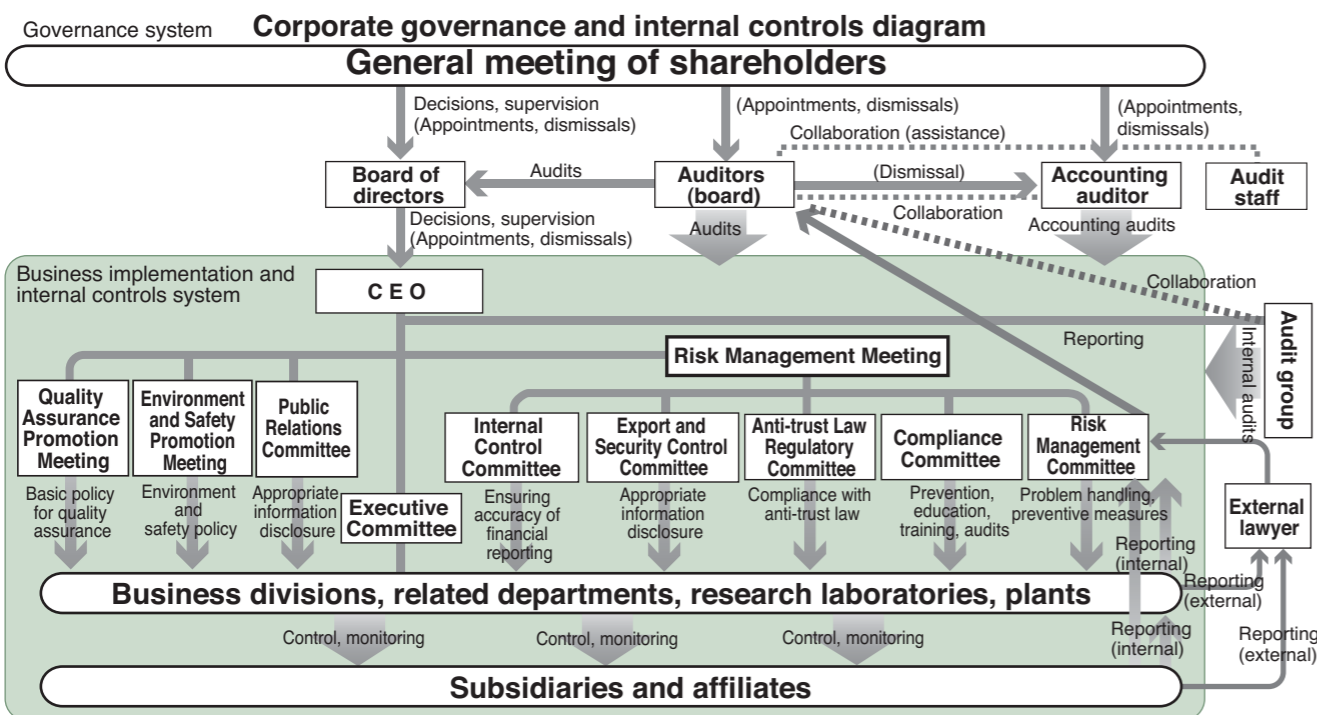 Governance system
Corporate governance and internal controls diagram
General meeting of shareholders
Decisions, supervision
(Appointments, dismissals)
(Appointments, dismissals)
(Appointments,
dismissals)
Collaboration (assistance)
Board of
directors
Audits
Auditors
(board)
(Dismissal)
Accounting
auditor
Audit
staff
Decisions, supervision
(Appointments, dismissals)
Audits
Collaboration
Accounting audits
Business implementation and
internal controls system
C E O
Collaboration
Audit group
Internal audits
Reporting
Risk Management Meeting
Quality
Assurance
Promotion
Meeting
Environment
and Safety
Promotion
Meeting
Public
Relations
Committee
Internal
Control
Committee
Export and
Security Control
Committee
Anti-trust Law
Regulatory
Committee
Compliance
Committee
Risk
Management
Committee
Basic policy
for quality
assurance
Environment
and
safety policy
Appropriate
information
disclosure
Executive
Committee
Ensuring
accuracy of
financial
reporting
Appropriate
information
disclosure
Compliance with
anti-trust law
Prevention,
education,
training, audits
Problem handling,
preventive measures
External
lawyer
Reporting
(internal)
Business divisions, related departments, research laboratories, plants
Reporting
(external)
Control, monitoring
Control, monitoring
Control, monitoring
Reporting
(internal)
Reporting
(external)
Subsidiaries and affiliates